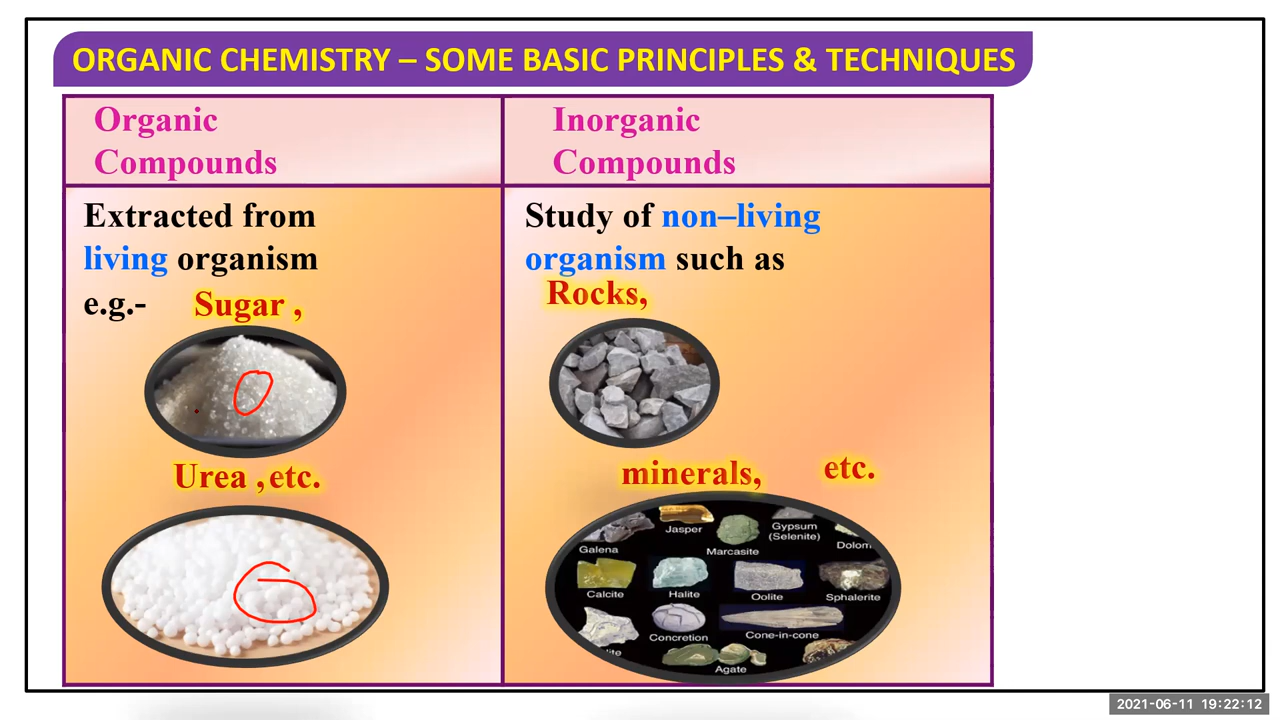 ORGANIC CHEMISTRY – SOME BASIC PRINCIPLES & TECHNIQUES
Organic
Compounds
Inorganic
Compounds
Extracted from
living organism
e.g.- Sugar ,
Urea , etc.
Study of non–living
organism such as
Rocks,
minerals, etc.
Jasper
Gypsum
(Selenite)
Galena
Marcasite
Dolom
Calcite
Halite
Oolite
Sphalerite
Concretion
Cone-in-cone
Agate
2021-06-11 19:22:12